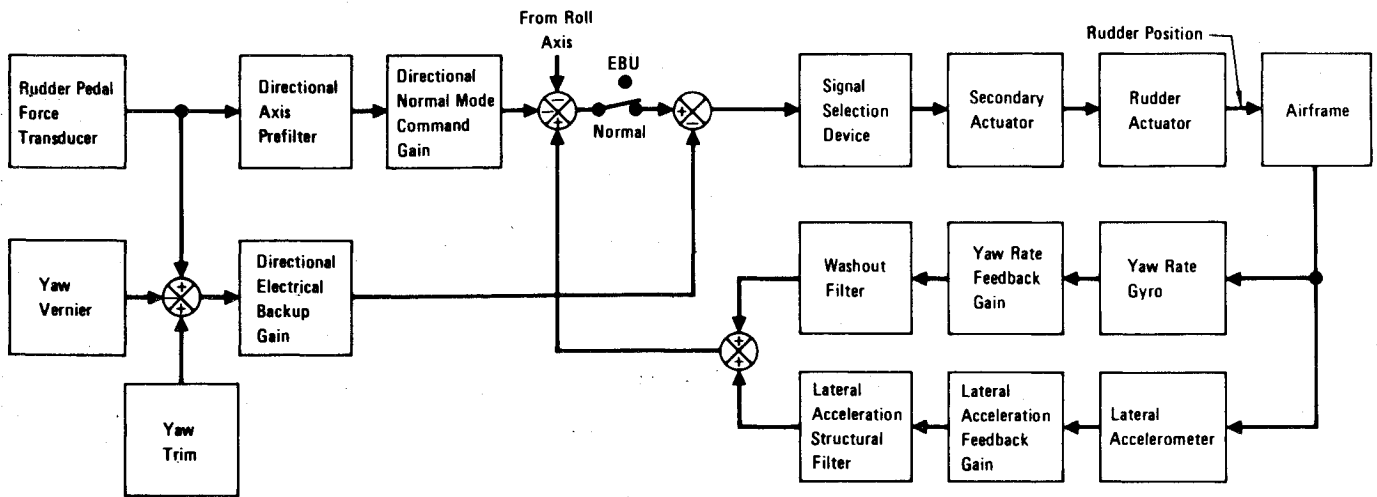 From Roll
Axis
EBU
Normal
Rudder Position
Rudder Pedal
Force
Transducer
Directional
Axis
Prefilter
Directional
Normal Mode
Command
Gain
Signal
Selection
Device
Secondary
Actuator
Rudder
Actuator
Airframe
Yaw
Vernier
Directional
Electrical
Backup
Gain
Washout
Filter
Yaw Rate
Feedback
Gain
Yaw Rate
Gyro
Yaw
Trim
Lateral
Acceleration
Structural
Filter
Lateral
Acceleration
Feedback
Gain
Lateral
Accelerometer